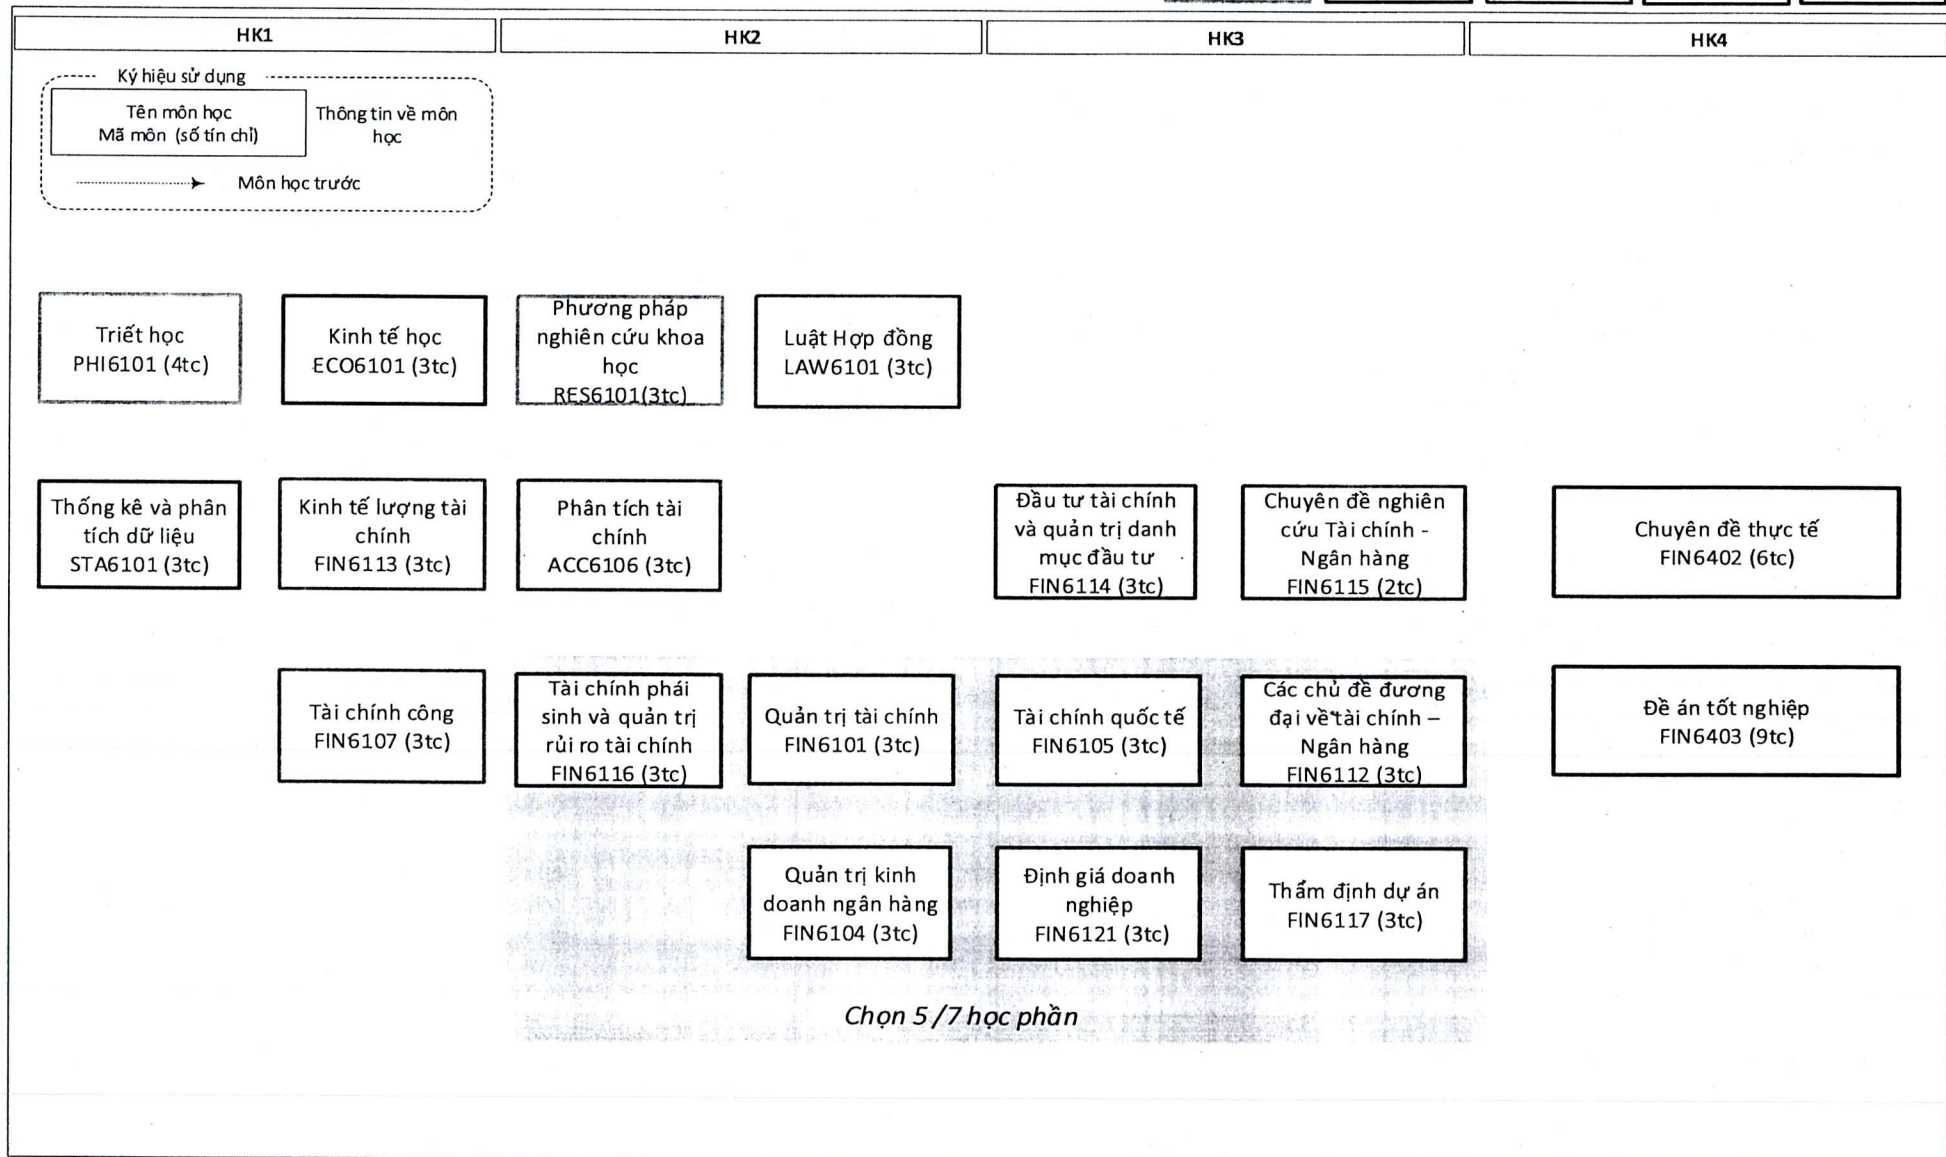 HK1
HK2
HK3
HK4
Ký hiệu sử dụng
Tên môn học
Mã môn (số tín chỉ)
Thông tin về môn
học
Môn học trước
Triết học
PHI6101 (4tc)
Kinh tế học
ECO6101 (3tc)
Phương pháp
nghiên cứu khoa
học
RES6101(3tc)
Luật Hợp đồng
LAW6101 (3tc)
Thống kê và phân
tích dữ liệu
STA6101 (3tc)
Kinh tế lượng tài
chính
FIN6113 (3tc)
Phân tích tài
chính
ACC6106 (3tc)
Đầu tư tài chính
và quản trị danh
mục đầu tư
FIN6114 (3tc)
Chuyên đề nghiên
cứu Tài chính -
Ngân hàng
FIN6115 (2tc)
Chuyên đề thực tế
FIN6402 (6tc)
Tài chính công
FIN6107 (3tc)
Tài chính phái
sinh và quản trị
rủi ro tài chính
FIN6116 (3tc)
Quản trị tài chính
FIN6101 (3tc)
Tài chính quốc tế
FIN6105 (3tc)
Các chủ đề đương
đại về tài chính –
Ngân hàng
FIN6112 (3tc)
Đề án tốt nghiệp
FIN6403 (9tc)
Quản trị kinh
doanh ngân hàng
FIN6104 (3tc)
Định giá doanh
nghiệp
FIN6121 (3tc)
Thẩm định dự án
FIN6117 (3tc)
Chọn 5/7 học phần